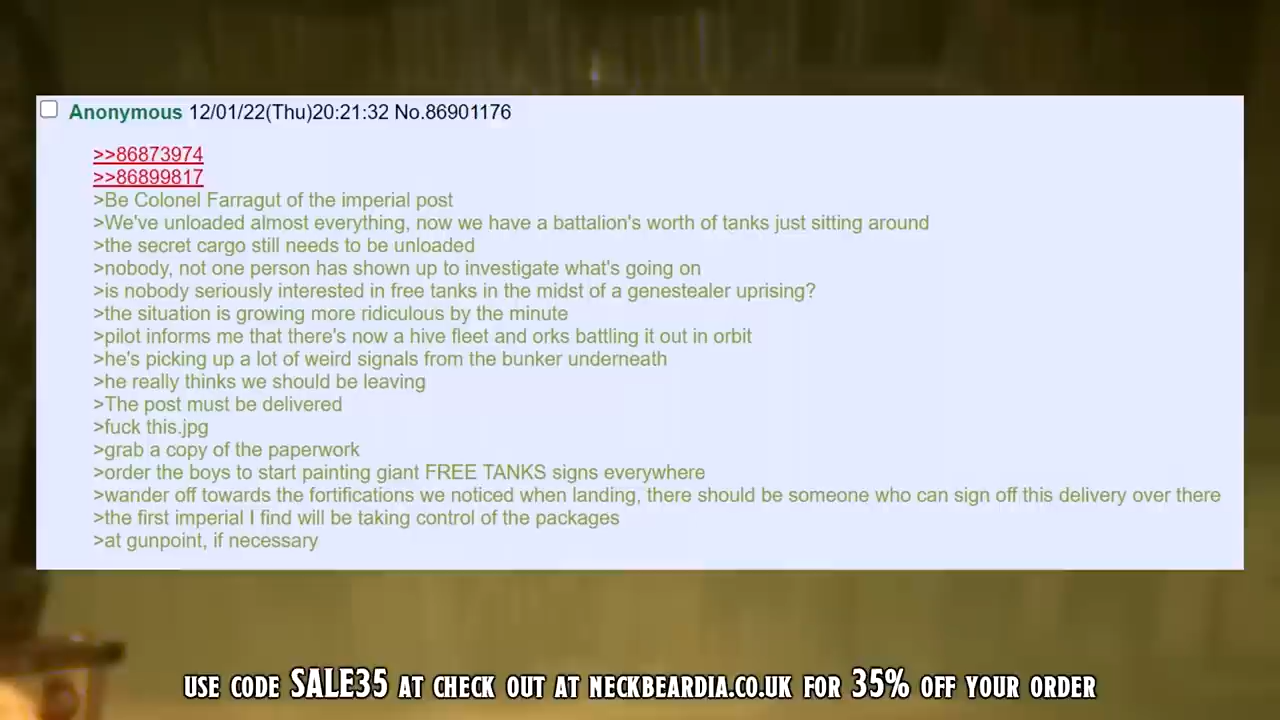 Anonymous 12/01/22(Thu)20:21:32 No.86901176
>>86873974
>>86899817
>Be Colonel Farragut of the imperial post
>We've unloaded almost everything, now we have a battalion's worth of tanks just sitting around
>the secret cargo still needs to be unloaded
>nobody, not one person has shown up to investigate what's going on
>is nobody seriously interested in free tanks in the midst of a genestealer uprising?
>the situation is growing more ridiculous by the minute
>pilot informs me that there's now a hive fleet and orks battling it out in orbit
>he's picking up a lot of weird signals from the bunker underneath
>he really thinks we should be leaving
>The post must be delivered
>fuck this.jpg
>grab a copy of the paperwork
>order the boys to start painting giant FREE TANKS signs everywhere
>wander off towards the fortifications we noticed when landing, there should be someone who can sign off this delivery over there
>the first imperial I find will be taking control of the packages
>at gunpoint, if necessary
USE CODE SALE35 AT CHECK OUT AT NECKBEARDIA.CO.UK FOR 35% OFF YOUR ORDER